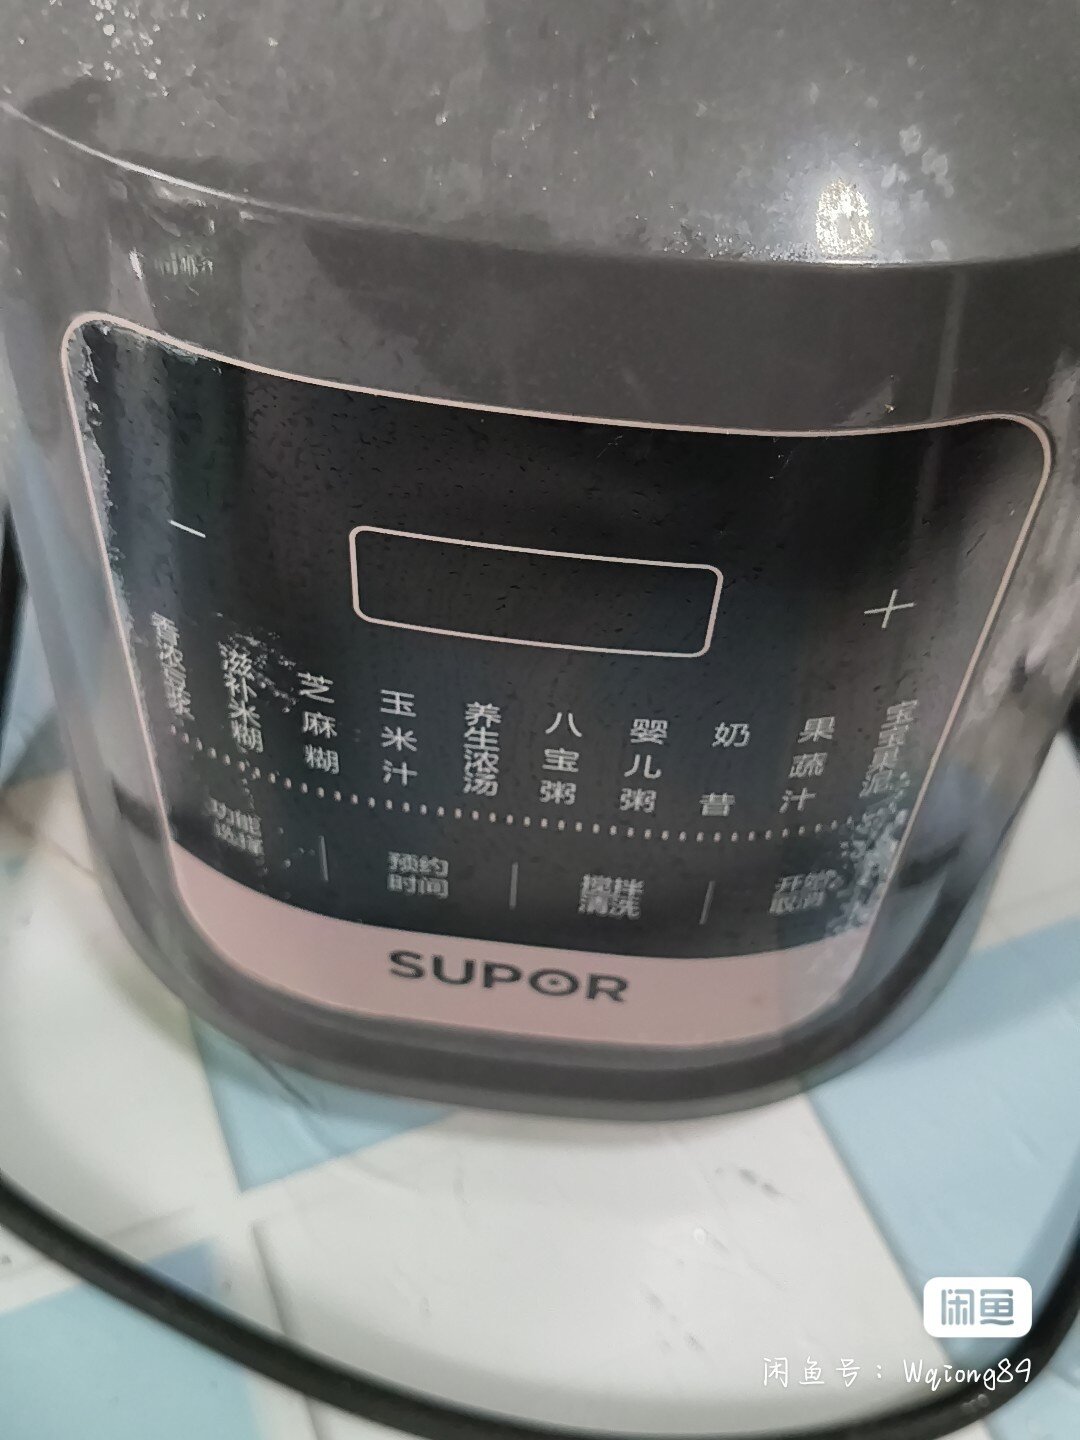 −
+
香浓豆浆
滋补米糊
芝麻糊
玉米汁
养生浓汤
八宝粥
婴儿粥
奶昔
果蔬汁
宝宝果泥
功能
选择
预约
时间
搅拌
清洗
开始
取消
SUPOR
闲鱼
闲鱼号：Wqiong89